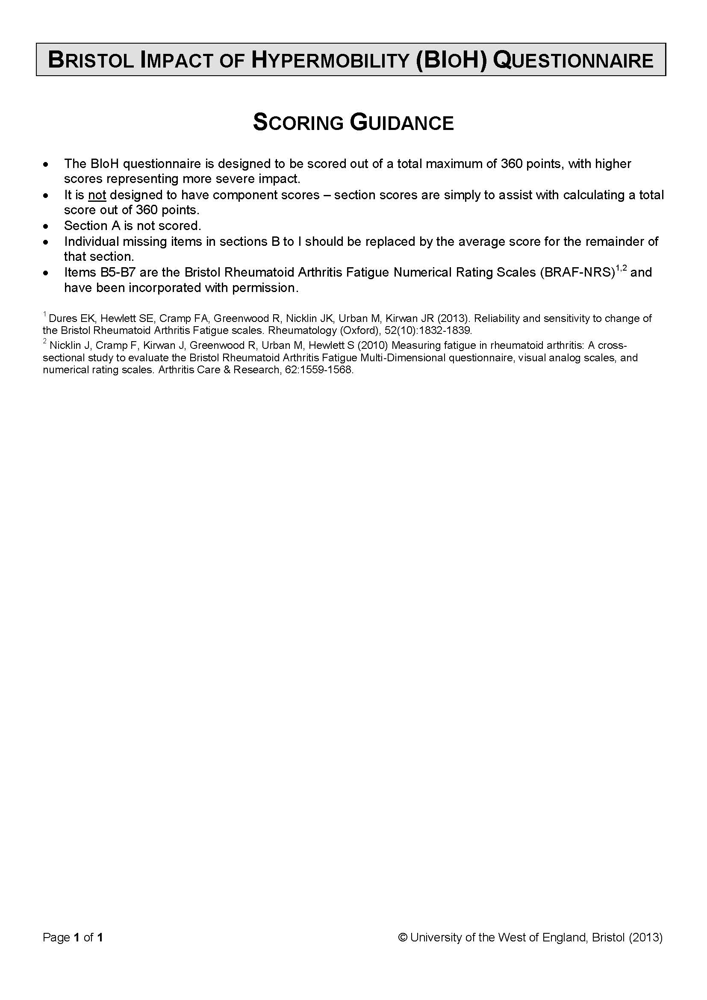 BRISTOL IMPACT OF HYPERMOBILITY (BIOH) QUESTIONNAIRE
SCORING GUIDANCE
• The BIoH questionnaire is designed to be scored out of a total maximum of 360 points, with higher
scores representing more severe impact.
• It is not designed to have component scores – section scores are simply to assist with calculating a total
score out of 360 points.
• Section A is not scored.
• Individual missing items in sections B to I should be replaced by the average score for the remainder of
that section.
• Items B5-B7 are the Bristol Rheumatoid Arthritis Fatigue Numerical Rating Scales (BRAF-NRS)1,2 and
have been incorporated with permission.
1 Dures EK, Hewlett SE, Cramp FA, Greenwood R, Nicklin JK, Urban M, Kirwan JR (2013). Reliability and sensitivity to change of
the Bristol Rheumatoid Arthritis Fatigue scales. Rheumatology (Oxford), 52(10):1832-1839.
2 Nicklin J, Cramp F, Kirwan J, Greenwood R, Urban M, Hewlett S (2010) Measuring fatigue in rheumatoid arthritis: A cross-
sectional study to evaluate the Bristol Rheumatoid Arthritis Fatigue Multi-Dimensional questionnaire, visual analog scales, and
numerical rating scales. Arthritis Care & Research, 62:1559-1568.
Page 1 of 1 © University of the West of England, Bristol (2013)